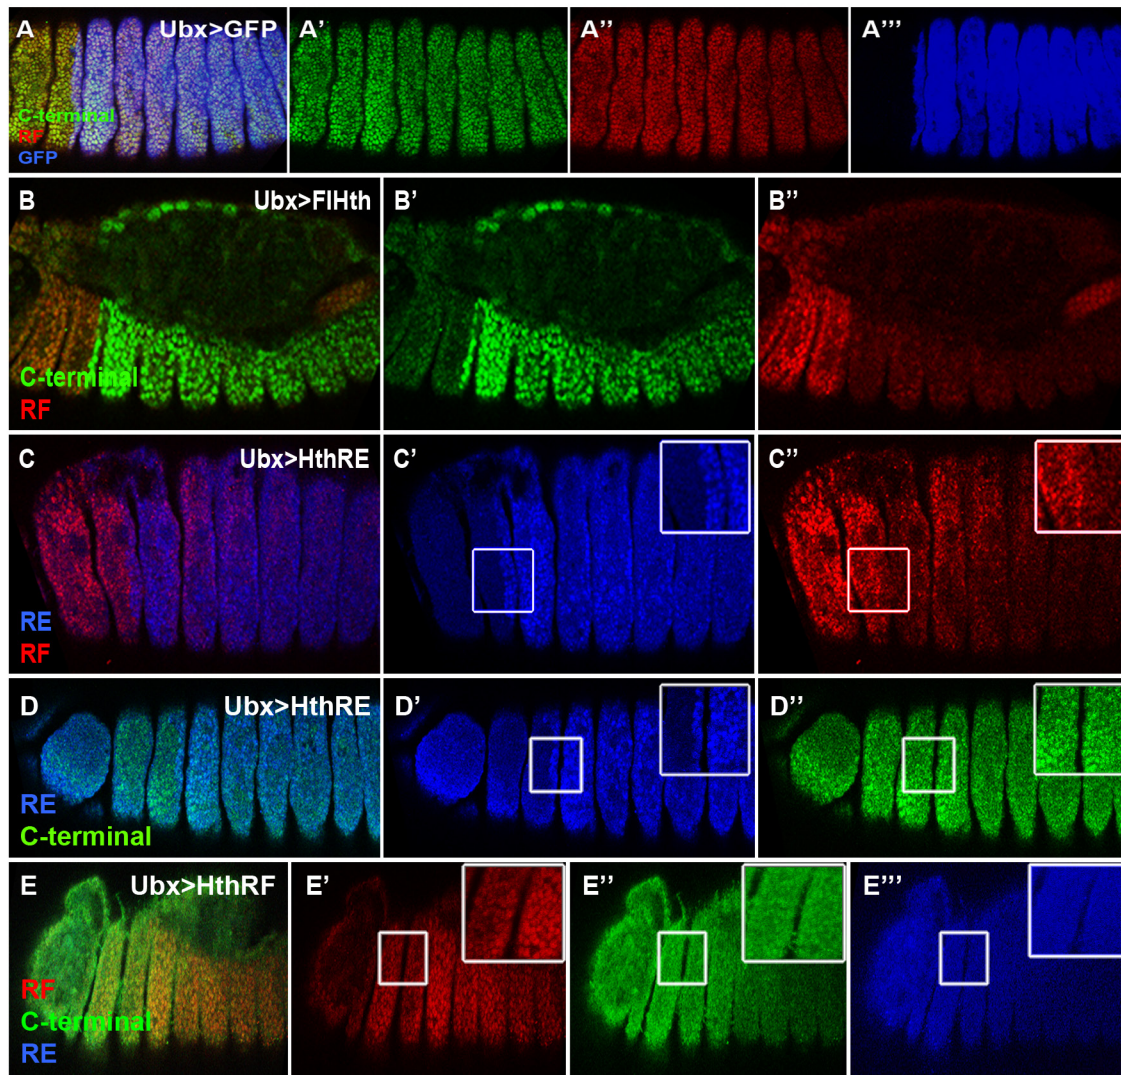 A Ubx>GFP A' A'' A'''
C-terminal
RF
GFP
B Ubx>FlHth B' B''
C-terminal
RF
C Ubx>HthRE C' C''
RE
RF
D Ubx>HthRE D' D''
RE
C-terminal
E Ubx>HthRF E' E'' E'''
RF
C-terminal
RE